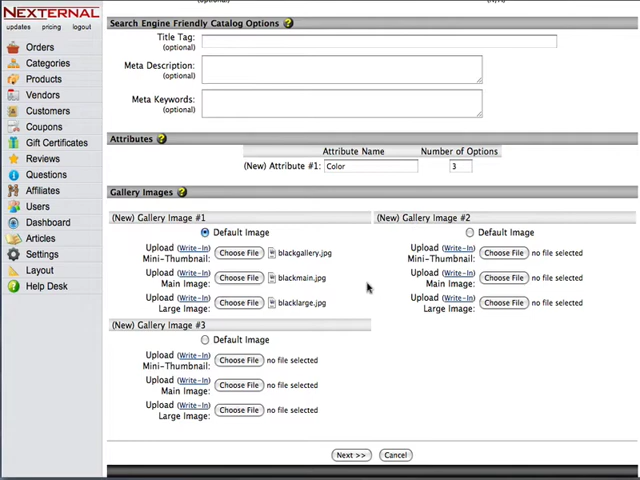 NEXTERNAL
updates pricing logout
Orders
Categories
Products
Vendors
Customers
Coupons
Gift Certificates
Reviews
Questions
Affiliates
Users
Dashboard
Articles
Settings
Layout
Help Desk
Search Engine Friendly Catalog Options ?
Title Tag:
(optional)
Meta Description:
(optional)
Meta Keywords:
(optional)
Attributes ?
Attribute Name Number of Options
(New) Attribute #1: Color 3
Gallery Images ?
(New) Gallery Image #1
Default Image
Upload (Write-In) Choose File blackgallery.jpg
Mini-Thumbnail:
Upload (Write-In) Choose File blackmain.jpg
Main Image:
Upload (Write-In) Choose File blacklarge.jpg
Large Image:
(New) Gallery Image #2
Default Image
Upload (Write-In) Choose File no file selected
Mini-Thumbnail:
Upload (Write-In) Choose File no file selected
Main Image:
Upload (Write-In) Choose File no file selected
Large Image:
(New) Gallery Image #3
Default Image
Upload (Write-In) Choose File no file selected
Mini-Thumbnail:
Upload (Write-In) Choose File no file selected
Main Image:
Upload (Write-In) Choose File no file selected
Large Image:
Next >> Cancel